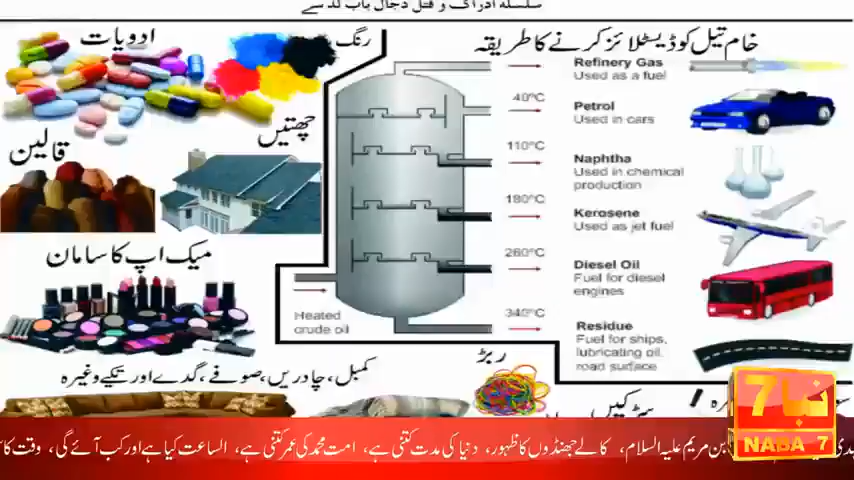 سلسلہ ادراک و قتل دجال باب لد سے
خام تیل کو ڈیسٹلائز کرنے کا طریقہ
ادویات
رنگ
چھتیں
قالین
میک اپ کا سامان
کمبل، چادریں، صوفے، گدے اور تکیے وغیرہ
ربڑ
سڑکیں
Refinery Gas
Used as a fuel
40°C
Petrol
Used in cars
110°C
Naphtha
Used in chemical
production
180°C
Kerosene
Used as jet fuel
260°C
Diesel Oil
Fuel for diesel
engines
340°C
Residue
Fuel for ships,
lubricating oil,
road surface
Heated
crude oil
7 نبا
NABA 7
بن مریم علیہ السلام، کالے جھنڈوں کا ظہور، دنیا کی مدت کتنی ہے، امت محمد کی عمر کتنی ہے، الساعت کیا ہے اور کب آئے گی، وقت کا